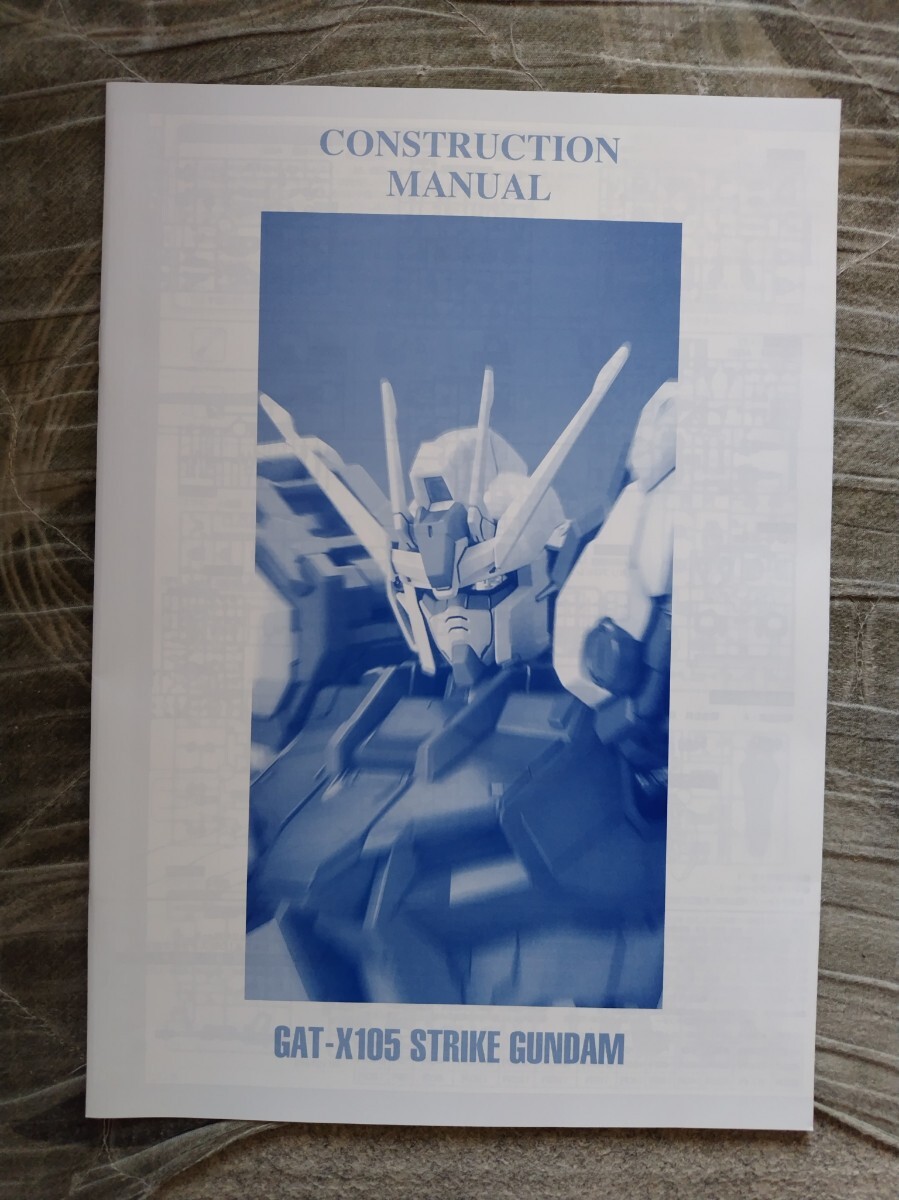 CONSTRUCTION
MANUAL
GAT-X105 STRIKE GUNDAM